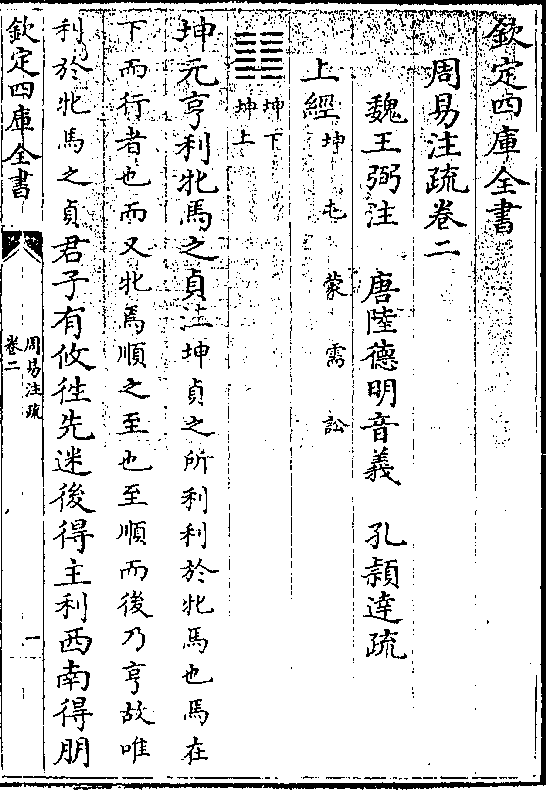 欽定四庫全書
周易注疏卷二
魏王弼注　唐陸德明音義　孔穎達疏
上經坤　屯　蒙　需　訟
坤下
坤上
坤元亨利牝馬之貞注坤貞之所利利於牝馬也馬在
下而行者也而又牝焉順之至也至順而後乃亨故唯
利於牝馬之貞君子有攸徃先迷後得主利西南得朋
欽定四庫全書
周易注疏
卷二
一